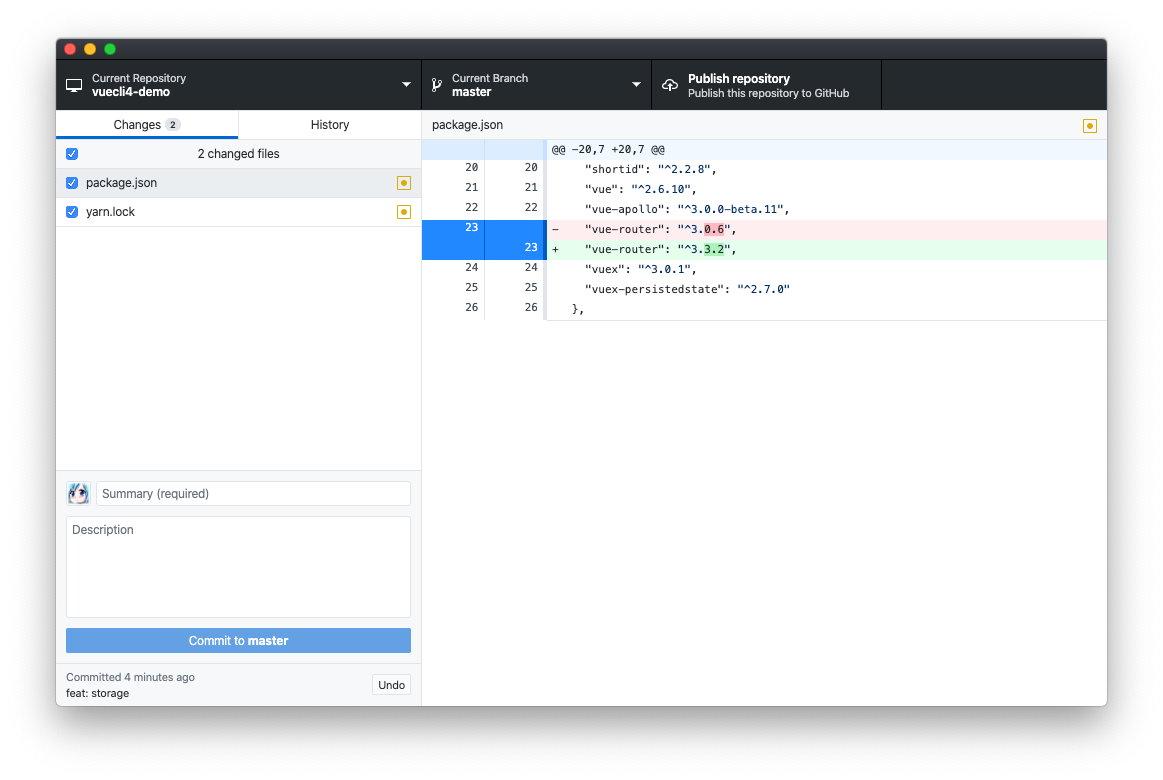 Current Repository
vuecli4-demo
Current Branch
master
Publish repository
Publish this repository to GitHub
Changes 2
History
2 changed files
package.json
yarn.lock
Summary (required)
Description
Commit to master
Committed 4 minutes ago
feat: storage
Undo
package.json
@@ -20,7 +20,7 @@
20 20 "shortid": "^2.2.8",
21 21 "vue": "^2.6.10",
22 22 "vue-apollo": "^3.0.0-beta.11",
23 - "vue-router": "^3.0.6",
23 + "vue-router": "^3.3.2",
24 24 "vuex": "^3.0.1",
25 25 "vuex-persistedstate": "^2.7.0"
26 26 },